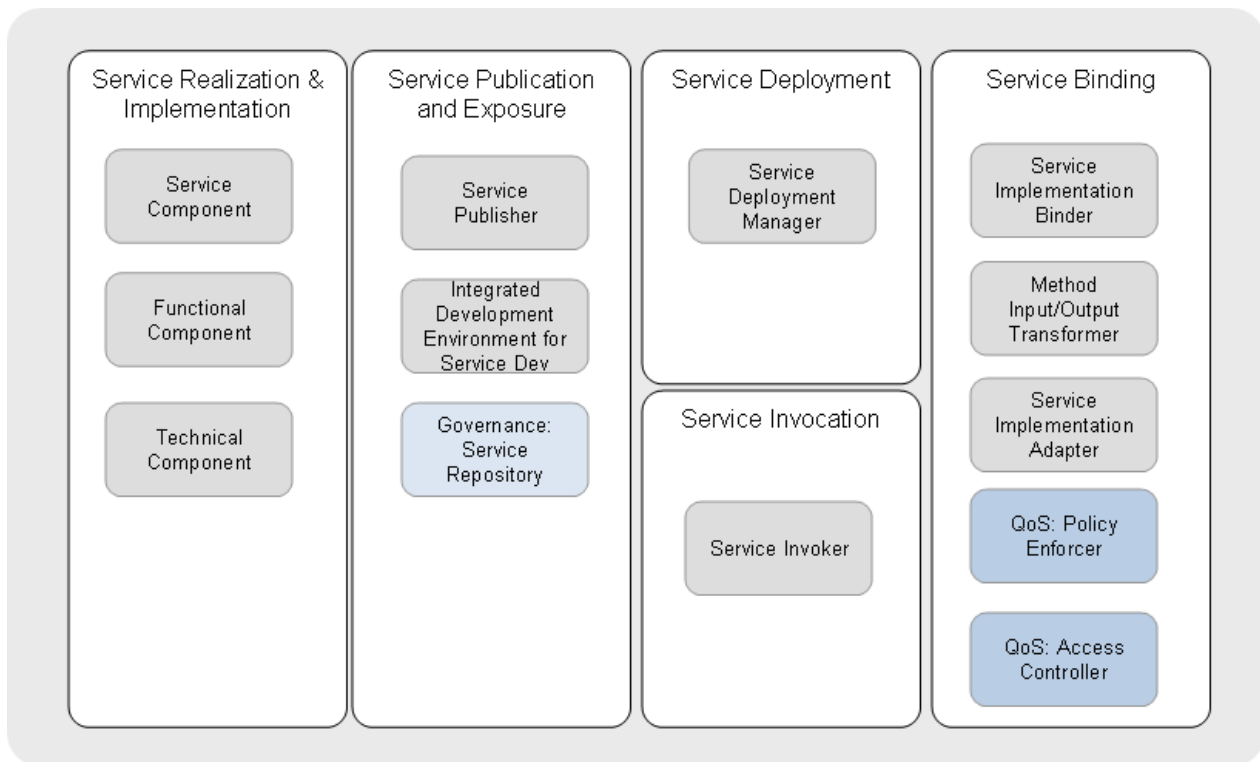 Service Realization &
Implementation
Service
Component
Functional
Component
Technical
Component
Service Publication
and Exposure
Service
Publisher
Integrated
Development
Environment for
Service Dev
Governance:
Service
Repository
Service Deployment
Service
Deployment
Manager
Service Invocation
Service Invoker
Service Binding
Service
Implementation
Binder
Method
Input/Output
Transformer
Service
Implementation
Adapter
QoS: Policy
Enforcer
QoS: Access
Controller